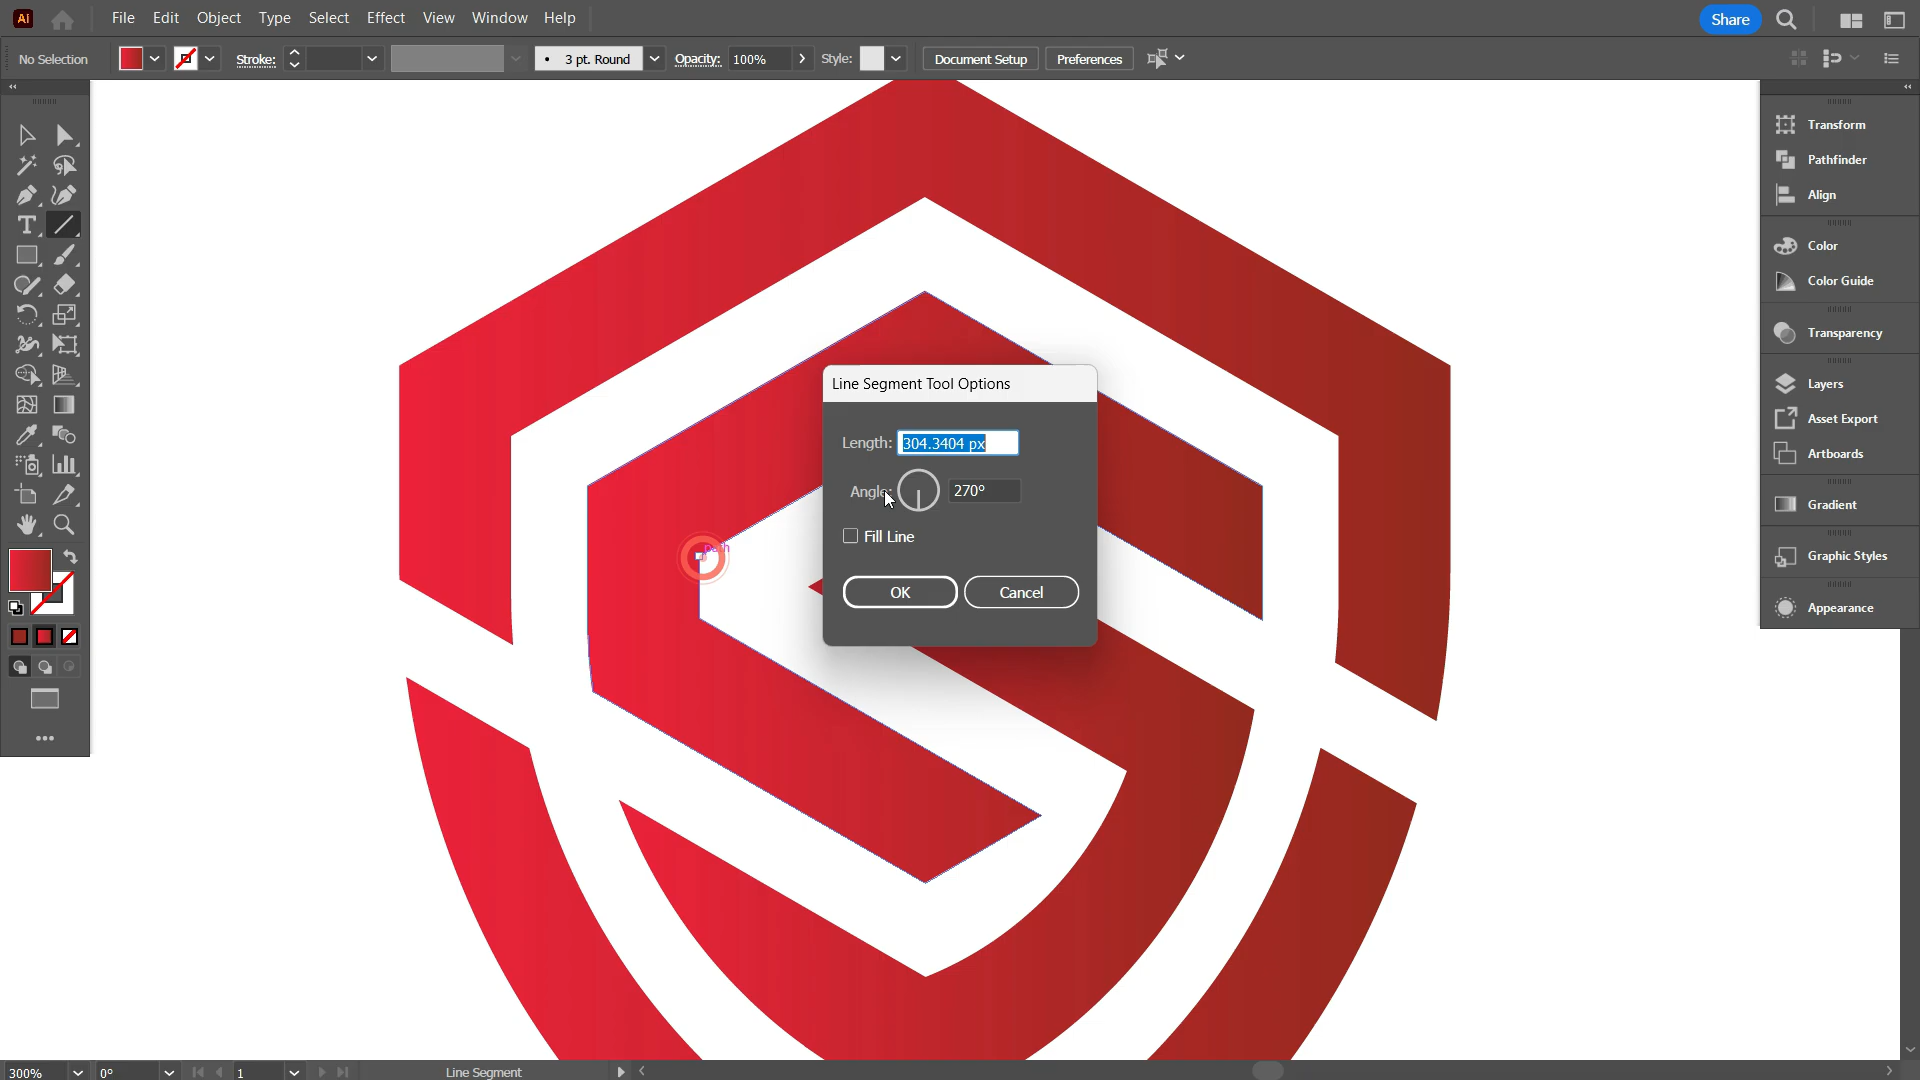 Ai File Edit Object Type Select Effect View Window Help Share
No Selection Stroke: 3 pt. Round Opacity: 100% Style: Document Setup Preferences
Transform
Pathfinder
Align
Color
Color Guide
Transparency
Layers
Asset Export
Artboards
Gradient
Graphic Styles
Appearance
Line Segment Tool Options
Length: 304.3404 px
Angle: 270°
Fill Line
OK Cancel
path
300% 0° 1 Line Segment